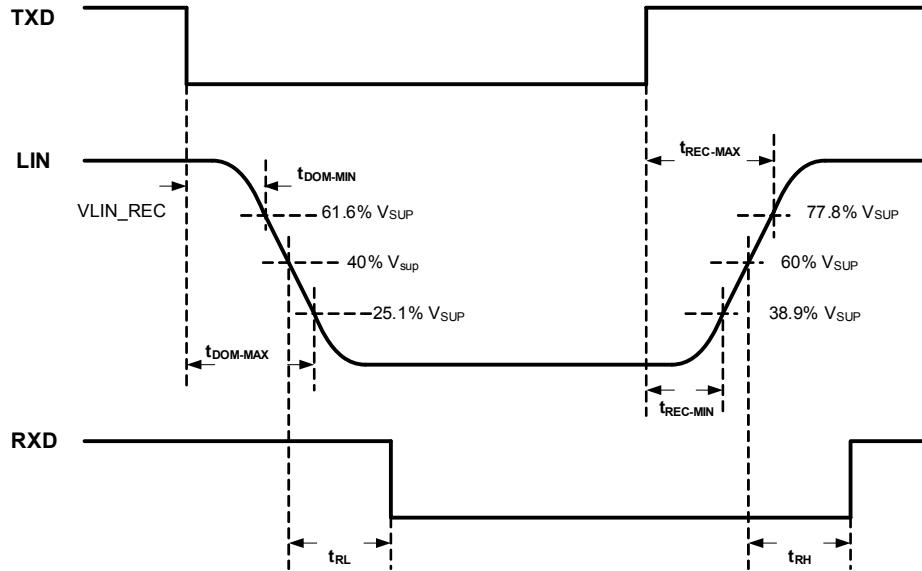 TXD
LIN
tREC-MAX
tDOM-MIN
VLIN_REC
61.6% VSUP
77.8% VSUP
40% Vsup
60% VSUP
25.1% VSUP
38.9% VSUP
tDOM-MAX
tREC-MIN
RXD
tRL
tRH